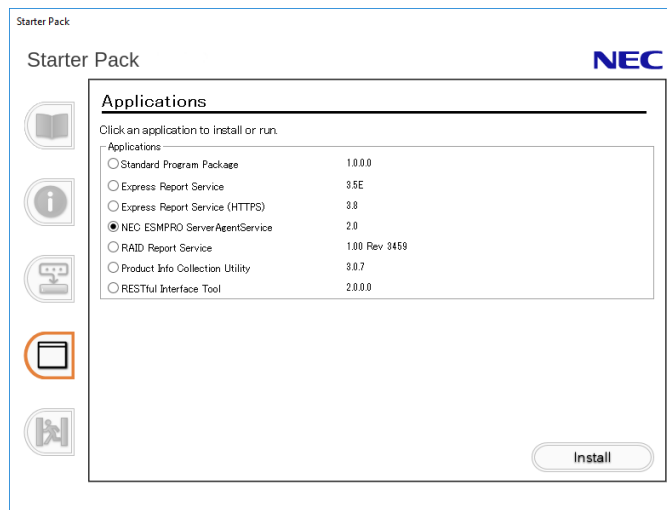 Starter Pack
Starter Pack
NEC
Applications
Click an application to install or run.
Applications
Standard Program Package 1.0.0.0
Express Report Service 3.5E
Express Report Service (HTTPS) 3.8
NEC ESMPRO ServerAgentService 2.0
RAID Report Service 1.00 Rev 3459
Product Info Collection Utility 3.0.7
RESTful Interface Tool 2.0.0.0
Install